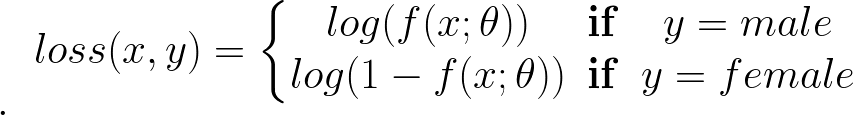 loss(x, y) = { log(f(x; θ)) if y = male
log(1 − f(x; θ)) if y = female
.